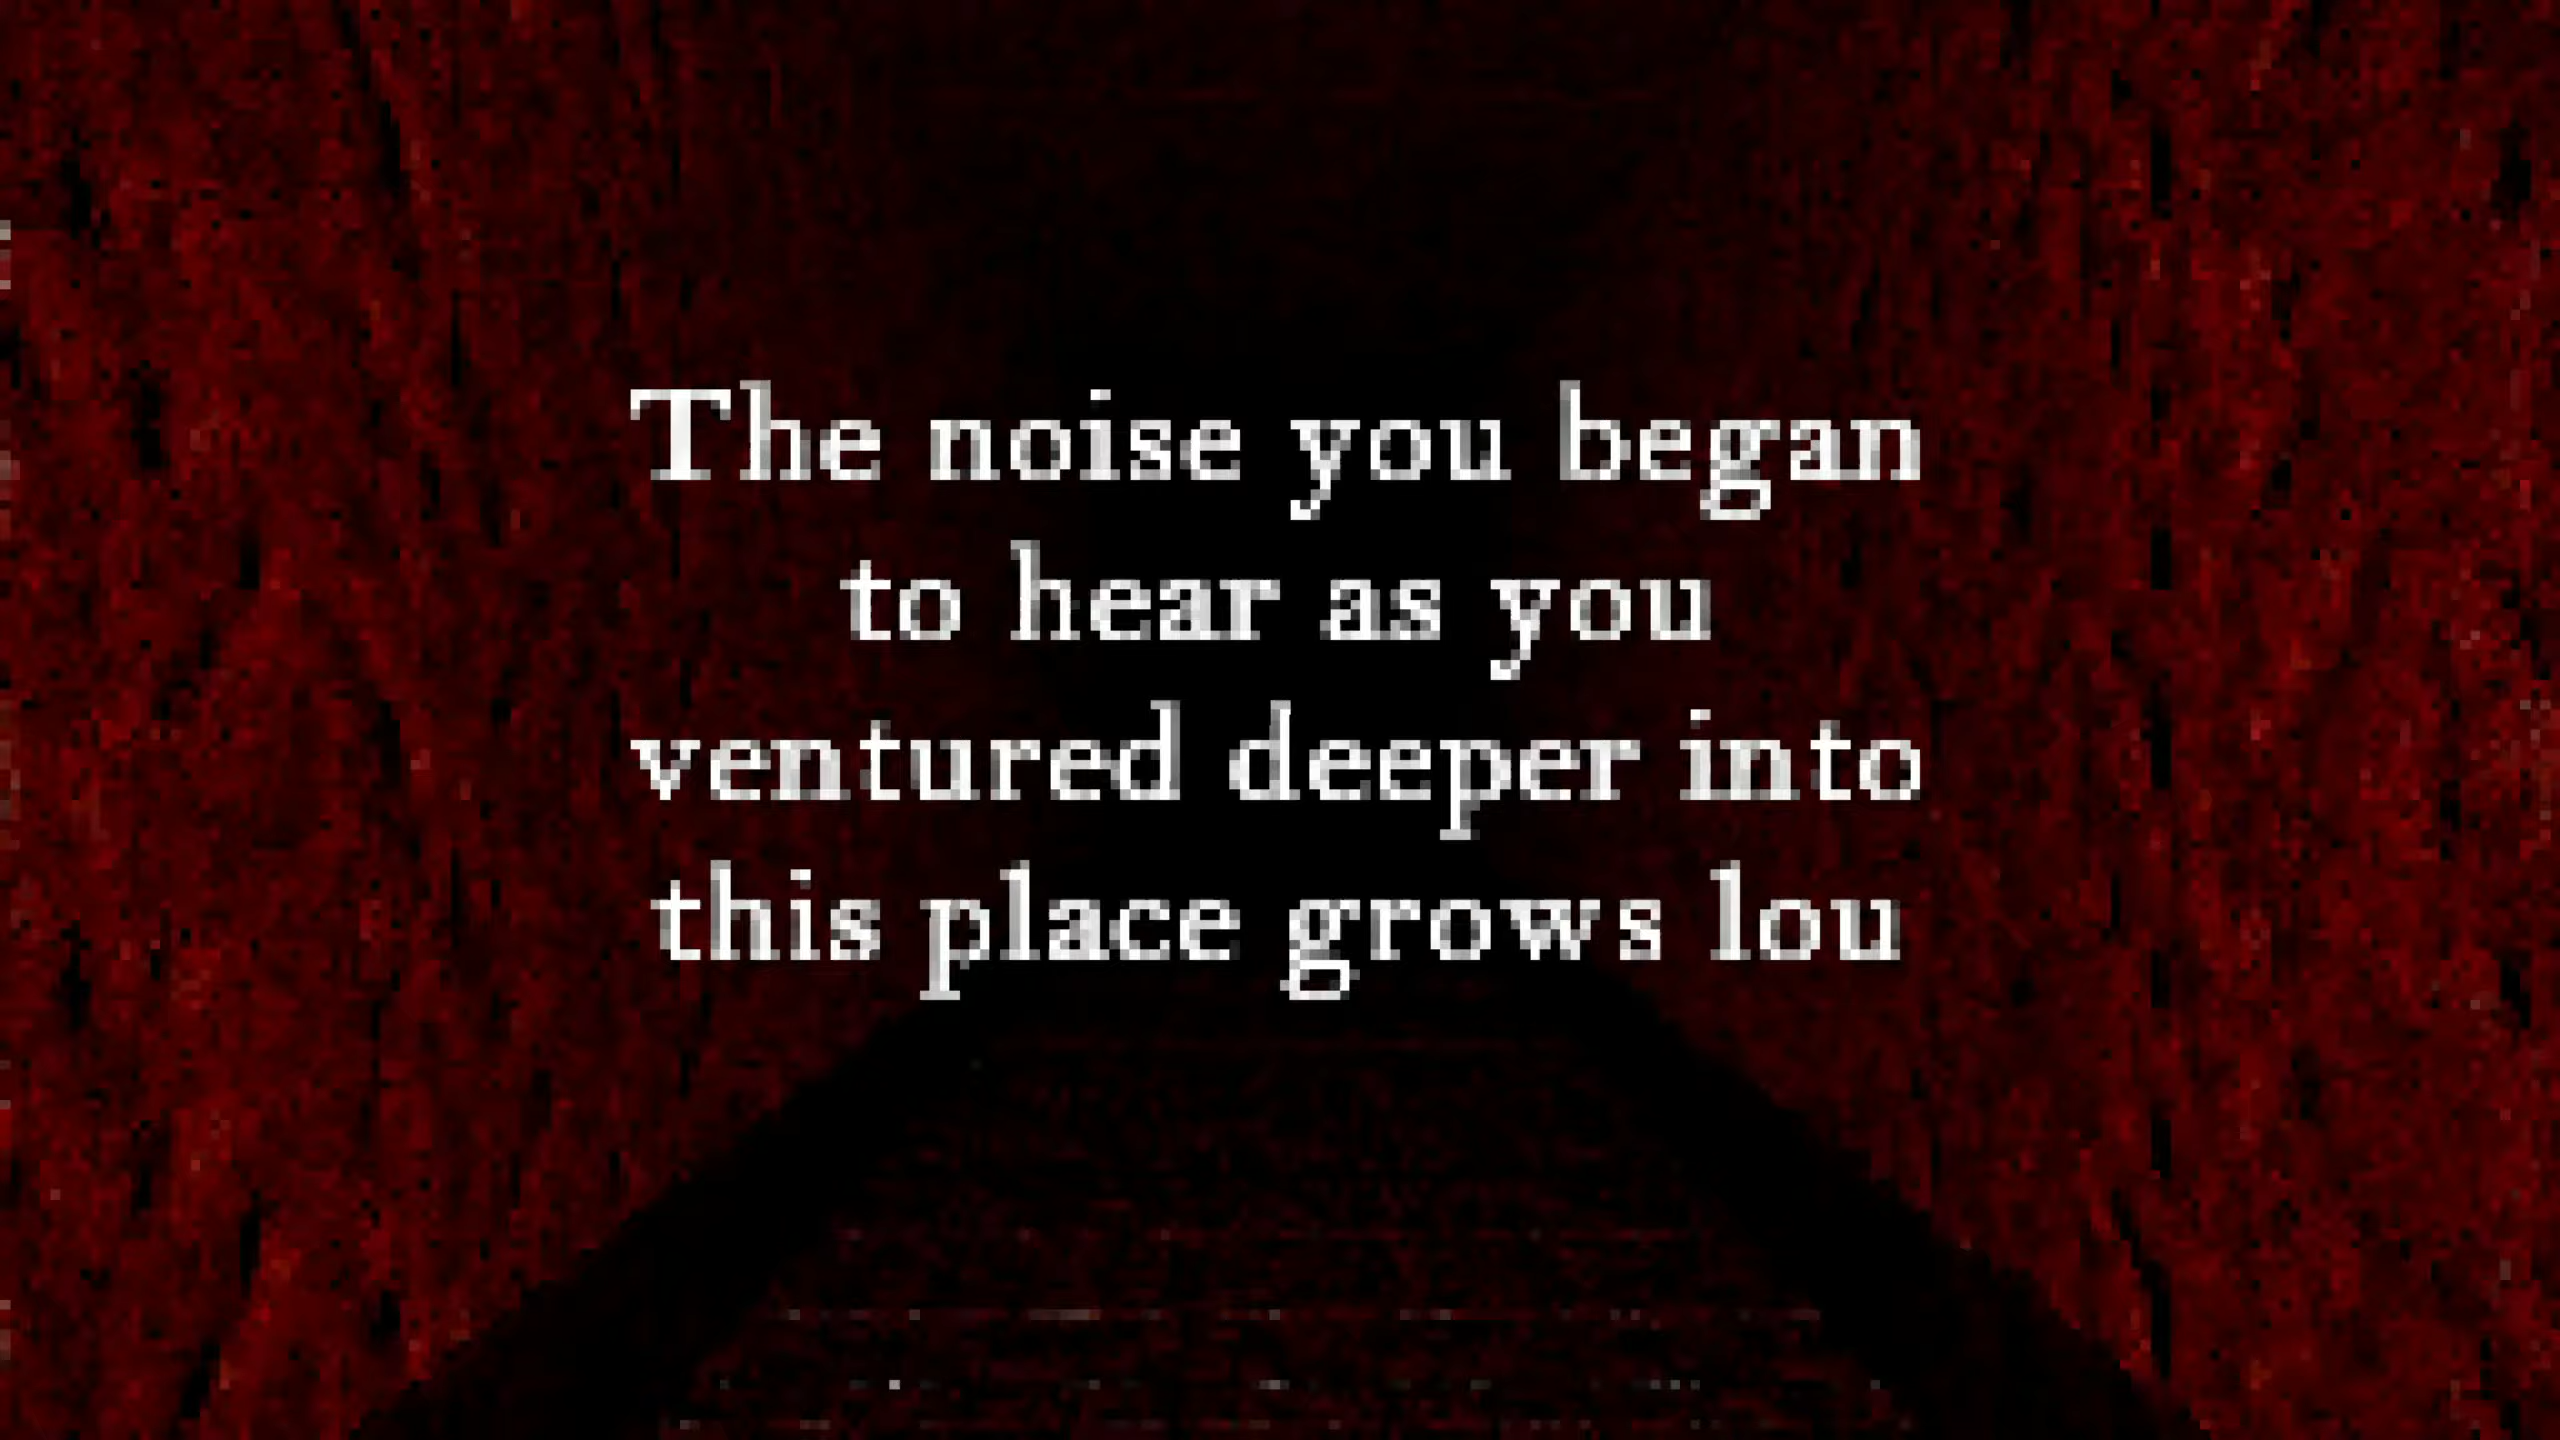 The noise you began
to hear as you
ventured deeper into
this place grows lou